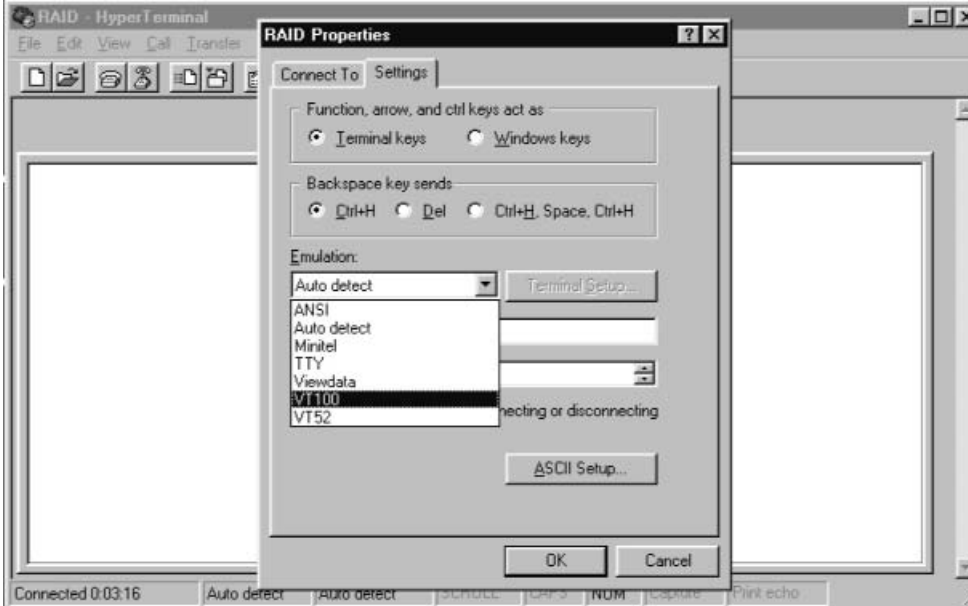 RAID - HyperTerminal
File Edit View Call Transfer
RAID Properties
Connect To Settings
Function, arrow, and ctrl keys act as
Terminal keys Windows keys
Backspace key sends
Ctrl+H Del Ctrl+H, Space, Ctrl+H
Emulation:
Auto detect Terminal Setup...
ANSI
Auto detect
Minitel
TTY
Viewdata
VT100
VT52
necting or disconnecting
ASCII Setup...
OK Cancel
Connected 0:03:16 Auto detect Auto detect SCROLL CAPS NUM Capture Print echo